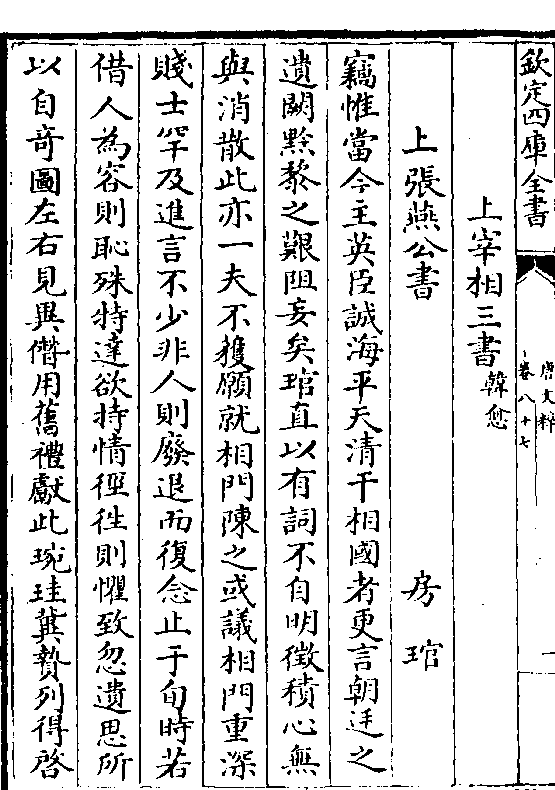 欽定四庫全書
唐文粹
卷八十七
一
上宰相三書韓愈
上張燕公書　房琯
竊惟當今主英臣誠海平天清干相國者更言朝廷之
遺闕黔黎之艱阻妄矣琯直以有詞不自明徵積心無
與消散此亦一夫不獲願就相門陳之或議相門重深
賤士罕及進言不少非人則廢退而復念止于旬時若
借人為容則恥殊特達欲持情徑往則懼致忽遺思所
以自奇圖左右見異僭用舊禮獻此琬珪冀贄列得啓